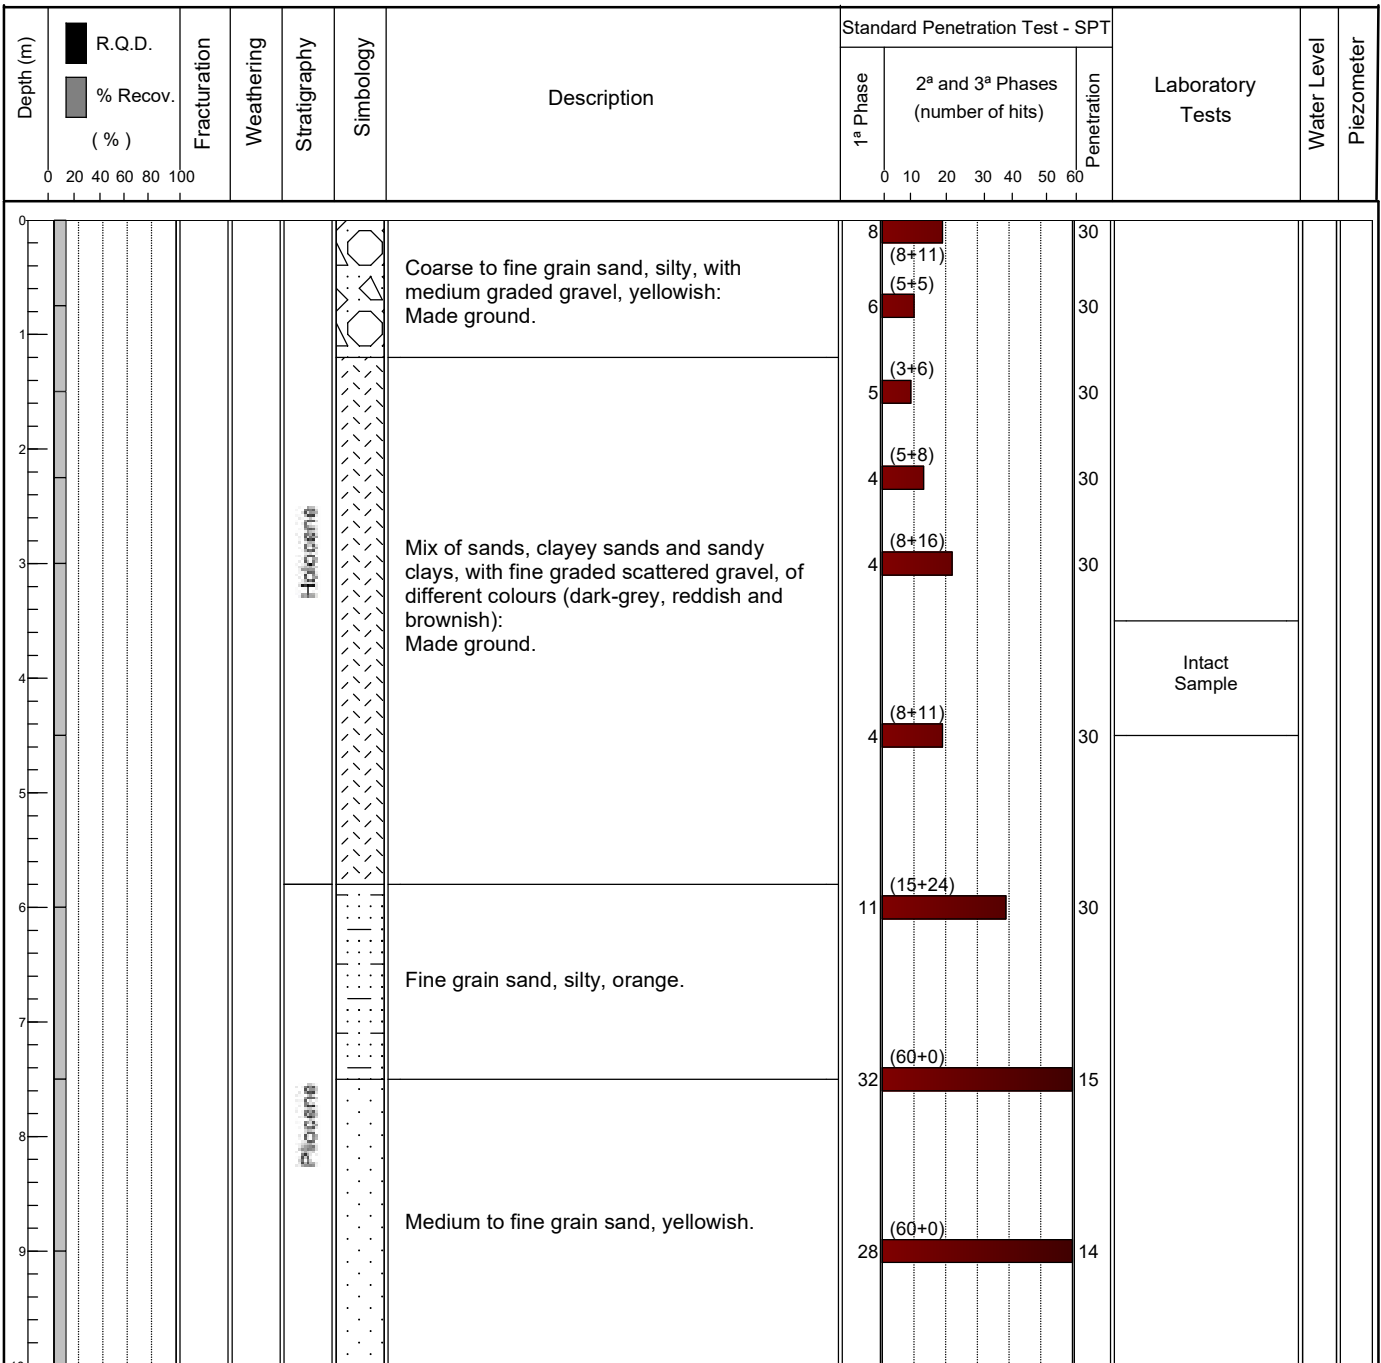 Depth (m)
R.Q.D.
% Recov.
( % )
0 20 40 60 80 100
Fracturation
Weathering
Stratigraphy
Simbology
Description
Standard Penetration Test - SPT
1ª Phase
2ª and 3ª Phases
(number of hits)
0 10 20 30 40 50 60
Penetration
Laboratory
Tests
Water Level
Piezometer
0
8
30
(8+11)
Coarse to fine grain sand, silty, with
medium graded gravel, yellowish:
Made ground.
(5+5)
6
30
1
(3+6)
5
30
2
(5+8)
4
30
Holocene
Mix of sands, clayey sands and sandy
clays, with fine graded scattered gravel, of
different colours (dark-grey, reddish and
brownish):
Made ground.
(8+16)
3
4
30
Intact
Sample
4
(8+11)
4
30
5
(15+24)
6
11
30
Fine grain sand, silty, orange.
7
(60+0)
32
15
Pliocene
8
Medium to fine grain sand, yellowish.
(60+0)
9
28
14